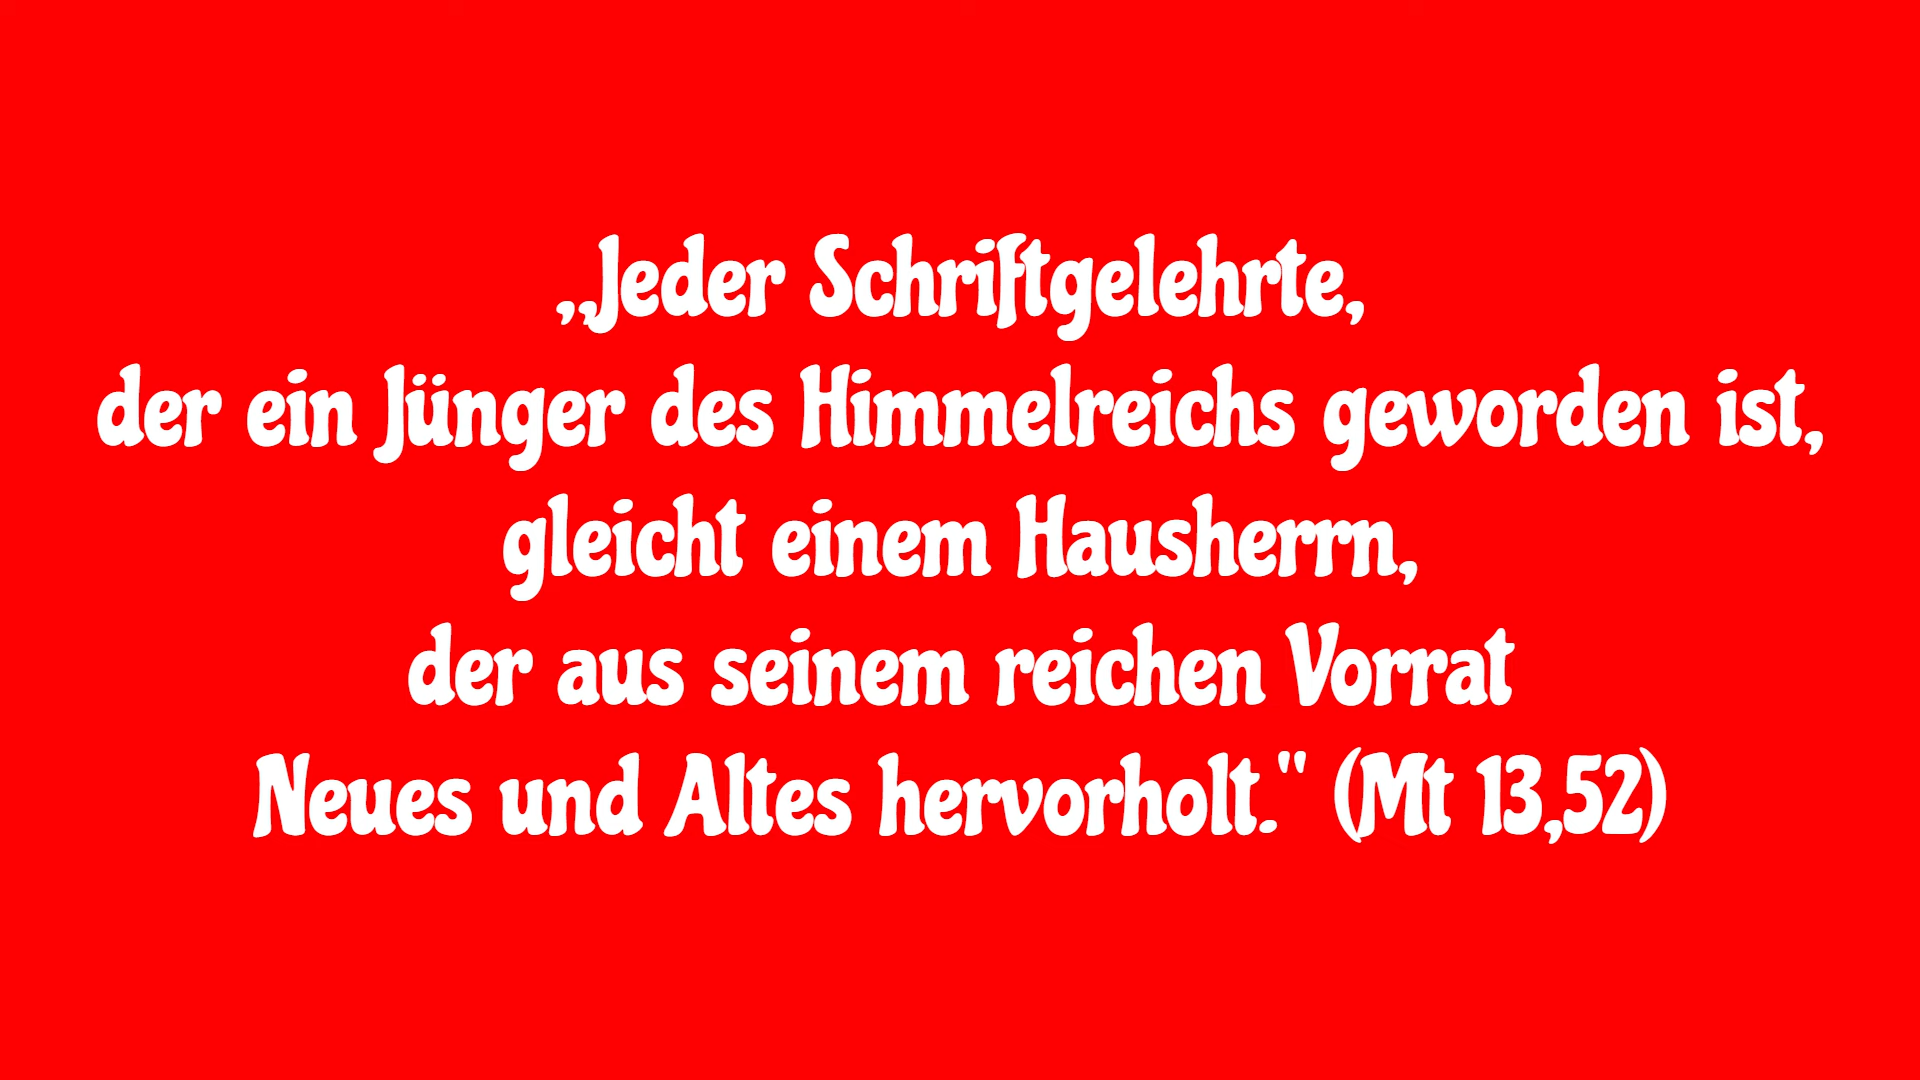 „Jeder Schriftgelehrte,
der ein Jünger des Himmelreichs geworden ist,
gleicht einem Hausherrn,
der aus seinem reichen Vorrat
Neues und Altes hervorholt." (Mt 13,52)